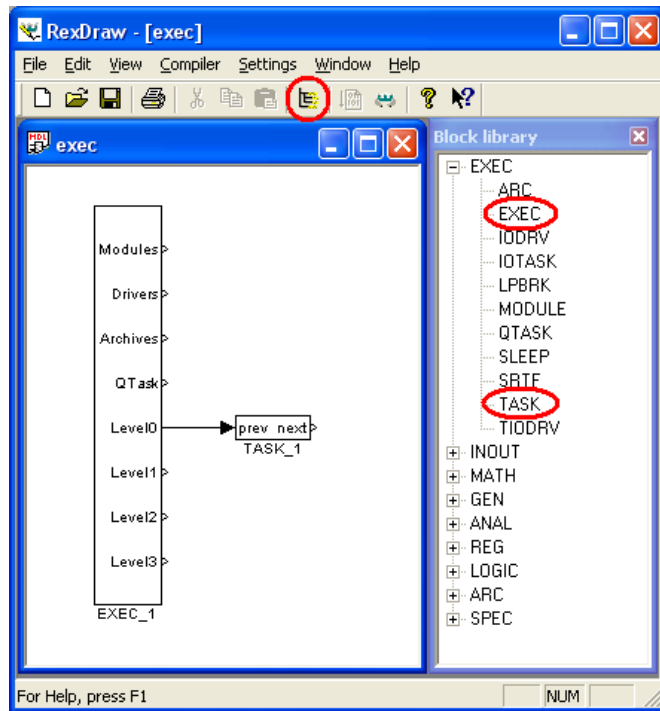 RexDraw - [exec]
File Edit View Compiler Settings Window Help
exec
Modules
Drivers
Archives
QTask
Level0
prev next
TASK_1
Level1
Level2
Level3
EXEC_1
Block library
EXEC
ARC
EXEC
IODRV
IOTASK
LPBRK
MODULE
QTASK
SLEEP
SRTF
TASK
TIODRV
INOUT
MATH
GEN
ANAL
REG
LOGIC
ARC
SPEC
For Help, press F1
NUM